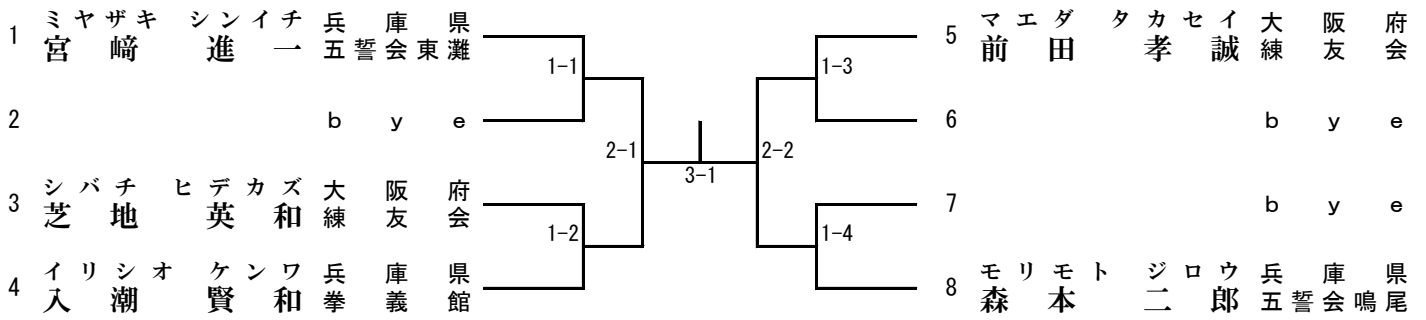 1 ミヤザキ シンイチ 兵庫県
宮﨑 進一 五誓会東灘
1-1
2 bye
2-1
3 シバチ ヒデカズ 大阪府
芝地 英和 練友会
1-2
4 イリシオ ケンワ 兵庫県
入潮 賢和 拳義館
3-1
5 マエダ タカセイ 大阪府
前田 孝誠 練友会
1-3
6 bye
2-2
7 bye
1-4
8 モリモト ジロウ 兵庫県
森本 二郎 五誓会鳴尾